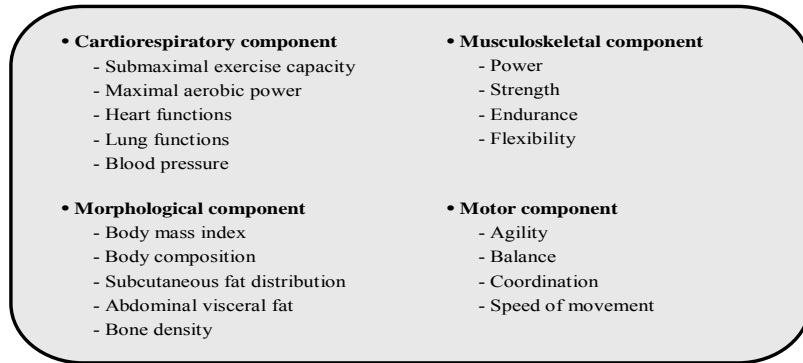 • Cardiorespiratory component
- Submaximal exercise capacity
- Maximal aerobic power
- Heart functions
- Lung functions
- Blood pressure
• Musculoskeletal component
- Power
- Strength
- Endurance
- Flexibility
• Morphological component
- Body mass index
- Body composition
- Subcutaneous fat distribution
- Abdominal visceral fat
- Bone density
• Motor component
- Agility
- Balance
- Coordination
- Speed of movement